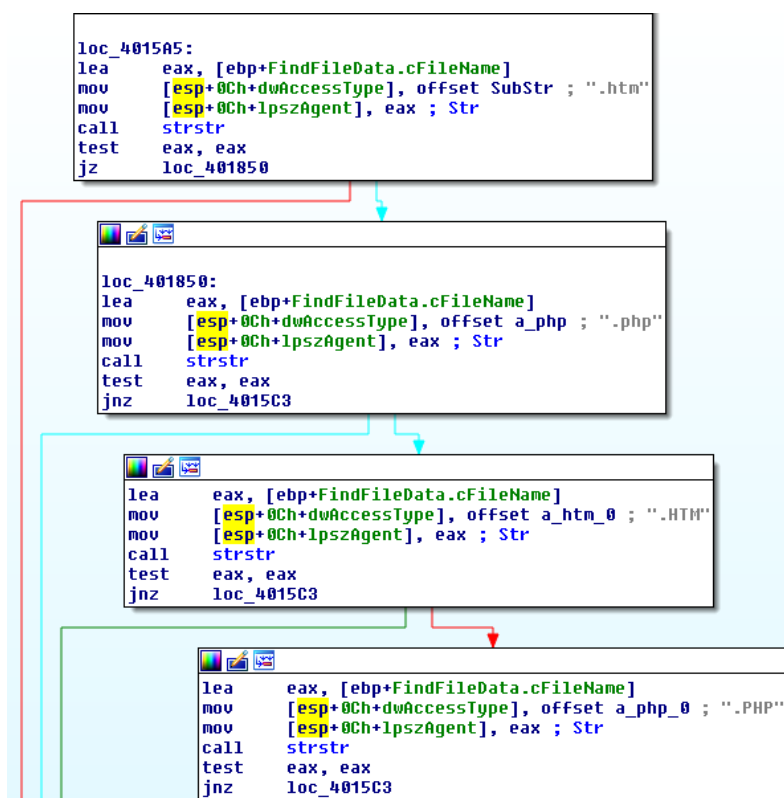 loc_4015A5:
lea eax, [ebp+FindFileData.cFileName]
mov [esp+0Ch+dwAccessType], offset SubStr ; ".htm"
mov [esp+0Ch+lpszAgent], eax ; Str
call strstr
test eax, eax
jz loc_401850
loc_401850:
lea eax, [ebp+FindFileData.cFileName]
mov [esp+0Ch+dwAccessType], offset a_php ; ".php"
mov [esp+0Ch+lpszAgent], eax ; Str
call strstr
test eax, eax
jnz loc_4015C3
lea eax, [ebp+FindFileData.cFileName]
mov [esp+0Ch+dwAccessType], offset a_htm_0 ; ".HTM"
mov [esp+0Ch+lpszAgent], eax ; Str
call strstr
test eax, eax
jnz loc_4015C3
lea eax, [ebp+FindFileData.cFileName]
mov [esp+0Ch+dwAccessType], offset a_php_0 ; ".PHP"
mov [esp+0Ch+lpszAgent], eax ; Str
call strstr
test eax, eax
jnz loc_4015C3